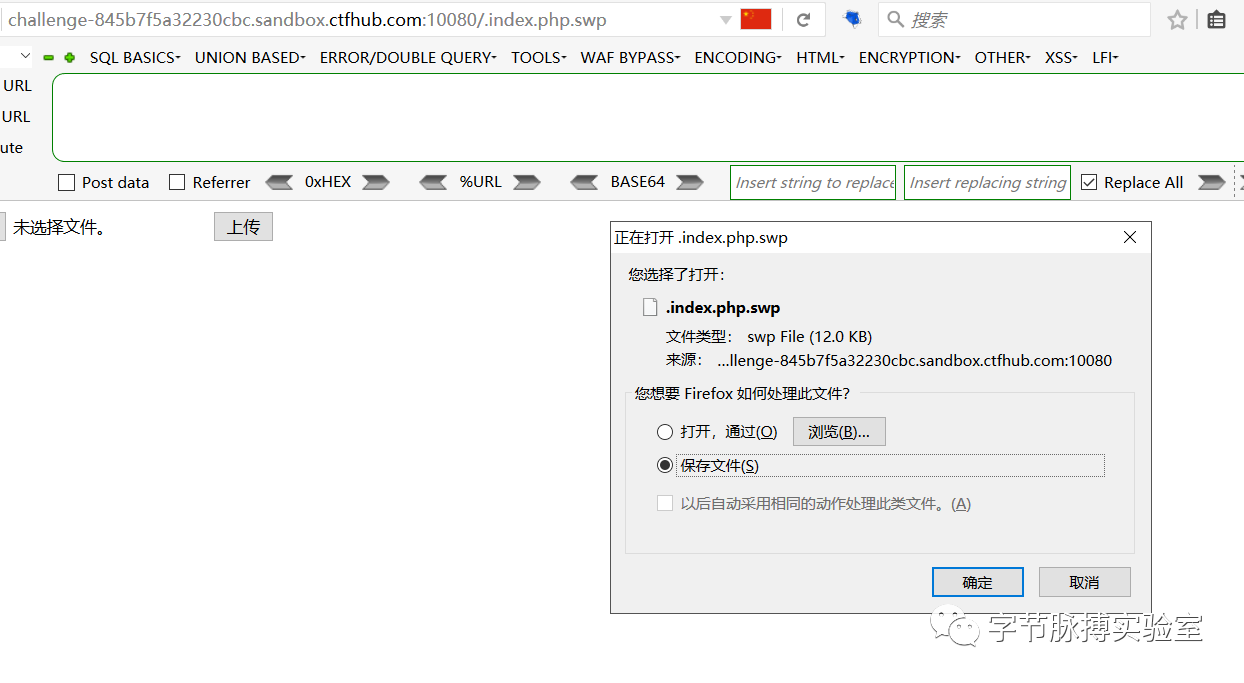 challenge-845b7f5a32230cbc.sandbox.ctfhub.com:10080/.index.php.swp
搜索
SQL BASICS UNION BASED ERROR/DOUBLE QUERY TOOLS WAF BYPASS ENCODING HTML ENCRYPTION OTHER XSS LFI
URL
URL
ute
Post data Referrer 0xHEX %URL BASE64 Insert string to replace Insert replacing string Replace All
未选择文件。 上传
正在打开 .index.php.swp
您选择了打开:
.index.php.swp
文件类型: swp File (12.0 KB)
来源: ...llenge-845b7f5a32230cbc.sandbox.ctfhub.com:10080
您想要 Firefox 如何处理此文件?
打开，通过(O) 浏览(B)...
保存文件(S)
以后自动采用相同的动作处理此类文件。(A)
确定 取消
字节脉搏实验室